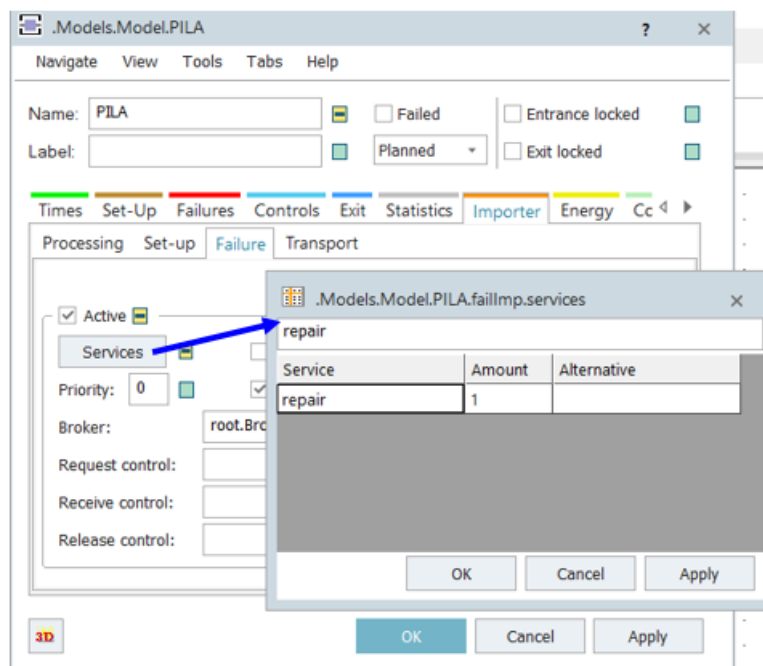 .Models.Model.PILA ? ×
Navigate View Tools Tabs Help
Name: PILA Failed Entrance locked
Label: Planned Exit locked
Times Set-Up Failures Controls Exit Statistics Importer Energy Cc
Processing Set-up Failure Transport
Active
Services
Priority: 0
Broker: root.Brc
Request control:
Receive control:
Release control:
.Models.Model.PILA.failImp.services ×
repair
Service Amount Alternative
repair 1
OK Cancel Apply
3D OK Cancel Apply